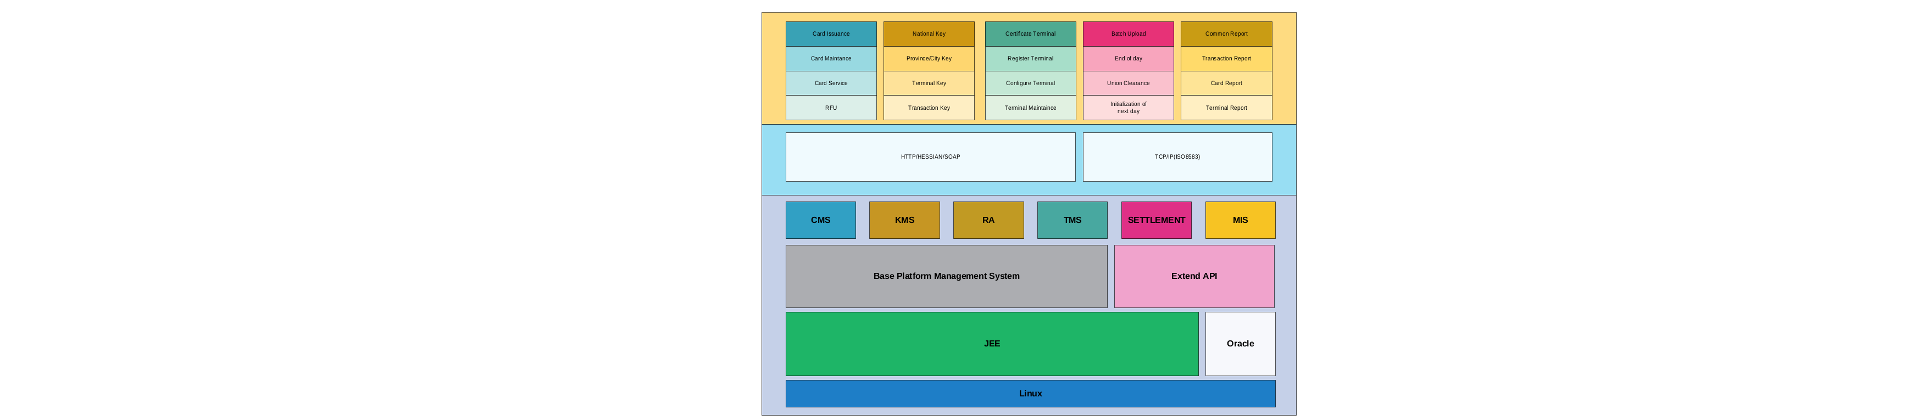 Card Issuance
National Key
Certifcate Terminal
Batch Upload
Common Report
Card Maintance
Province/City Key
Register Terminal
End of day
Transaction Report
Card Service
Terminal Key
Configure Terminal
Union Clearance
Card Report
RFU
Transaction Key
Terminal Maintaince
Initialization of
next day
Terminal Report
HTTP/HESSIAN/SOAP
TCP/IP(ISO8583)
CMS
KMS
RA
TMS
SETTLEMENT
MIS
Base Platform Management System
Extend API
JEE
Oracle
Linux